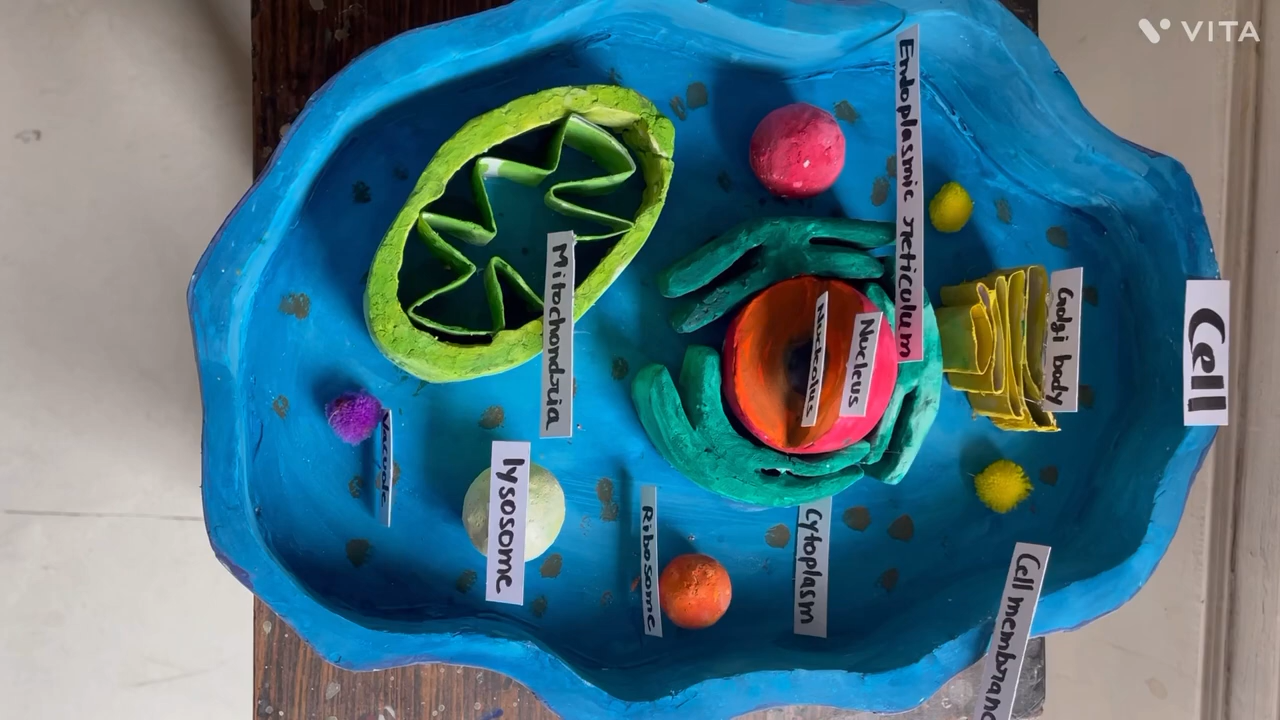 VITA
Cell
Endoplasmic reticulum
Golgi body
Nucleus
Nucleolus
Mitochondria
Vacuole
lysosome
Ribosome
Cytoplasm
Cell membrane